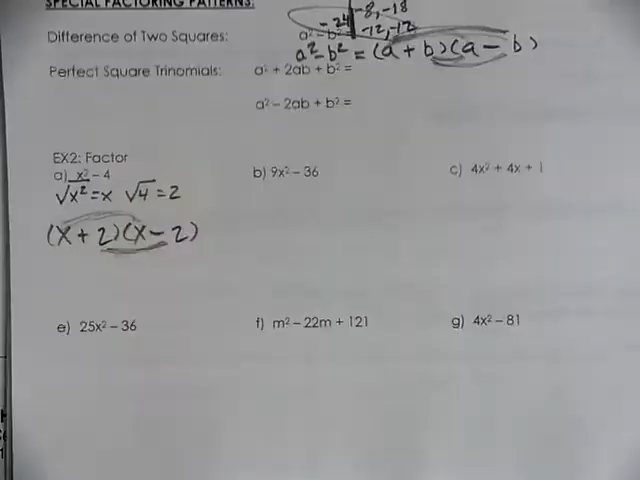 SPECIAL FACTORING PATTERNS:
-24 -8, -18
-12, -12
Difference of Two Squares: a² - b²
a² - b² = (a + b)(a - b)
Perfect Square Trinomials: a² + 2ab + b² =
a² - 2ab + b² =
EX2: Factor
a) x² - 4 b) 9x² - 36 c) 4x² + 4x + 1
√x² = x √4 = 2
(x + 2)(x - 2)
e) 25x² - 36 f) m² - 22m + 121 g) 4x² - 81